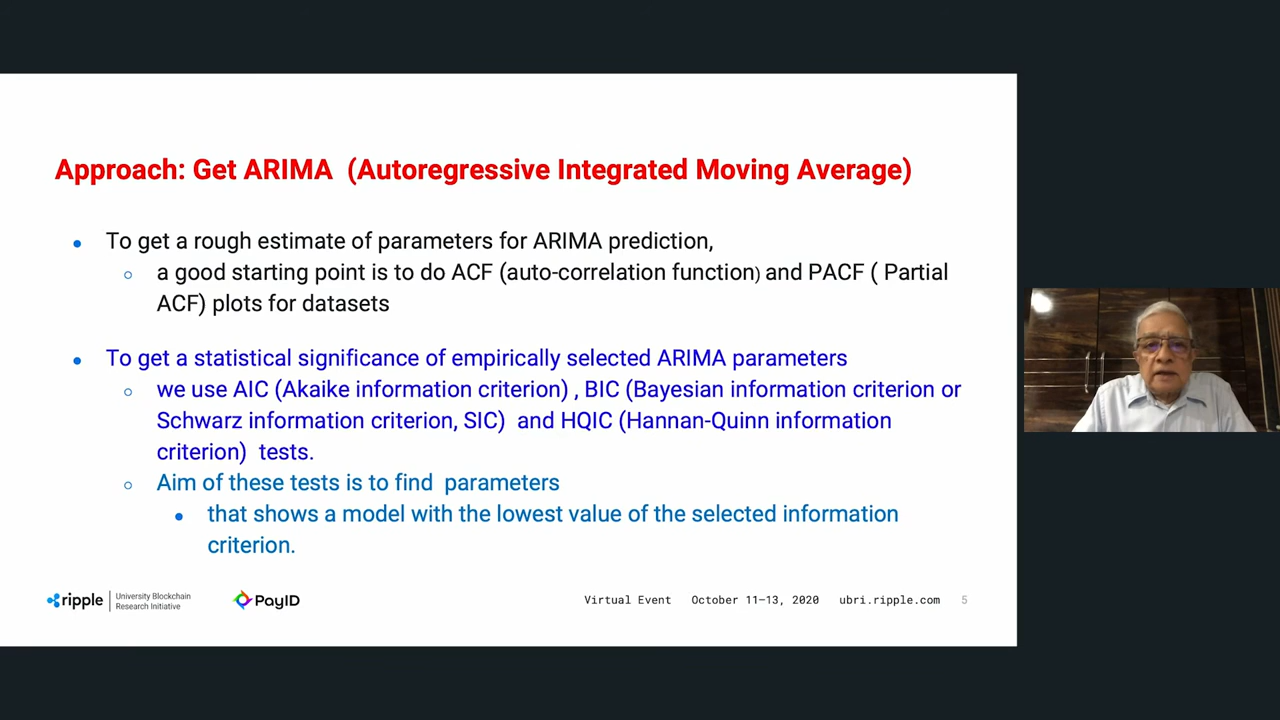 Approach: Get ARIMA (Autoregressive Integrated Moving Average)
• To get a rough estimate of parameters for ARIMA prediction,
○ a good starting point is to do ACF (auto-correlation function) and PACF ( Partial
ACF) plots for datasets
• To get a statistical significance of empirically selected ARIMA parameters
○ we use AIC (Akaike information criterion) , BIC (Bayesian information criterion or
Schwarz information criterion, SIC) and HQIC (Hannan-Quinn information
criterion) tests.
○ Aim of these tests is to find parameters
• that shows a model with the lowest value of the selected information
criterion.
ripple | University Blockchain
Research Initiative
PayID
Virtual Event October 11–13, 2020 ubri.ripple.com 5